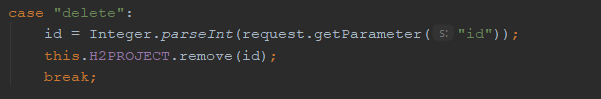 case "delete":
id = Integer.parseInt(request.getParameter( s: "id"));
this.H2PROJECT.remove(id);
break;